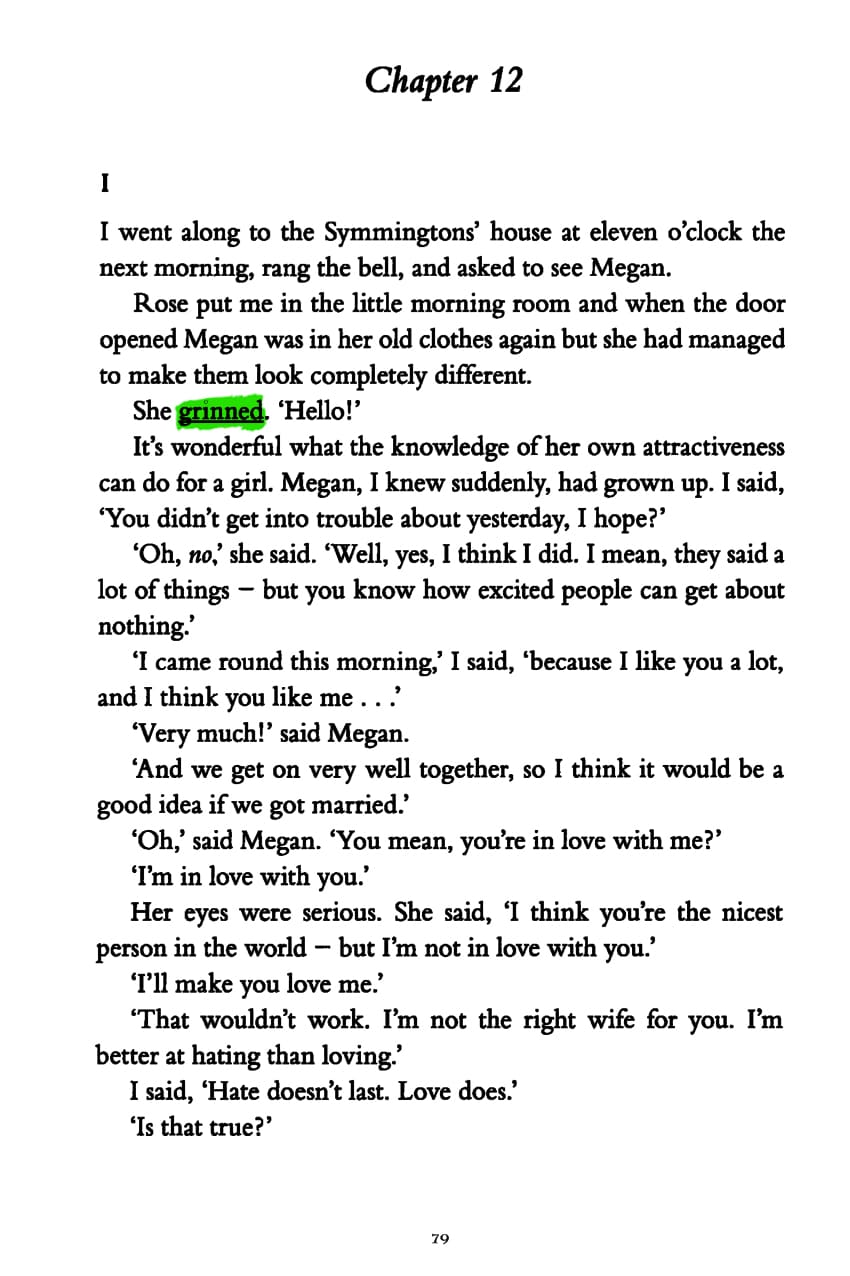 Chapter 12
I
I went along to the Symmingtons’ house at eleven o’clock the
next morning, rang the bell, and asked to see Megan.
Rose put me in the little morning room and when the door
opened Megan was in her old clothes again but she had managed
to make them look completely different.
She grinned. ‘Hello!’
It’s wonderful what the knowledge of her own attractiveness
can do for a girl. Megan, I knew suddenly, had grown up. I said,
‘You didn’t get into trouble about yesterday, I hope?’
‘Oh, no,’ she said. ‘Well, yes, I think I did. I mean, they said a
lot of things – but you know how excited people can get about
nothing.’
‘I came round this morning,’ I said, ‘because I like you a lot,
and I think you like me . . .’
‘Very much!’ said Megan.
‘And we get on very well together, so I think it would be a
good idea if we got married.’
‘Oh,’ said Megan. ‘You mean, you’re in love with me?’
‘I’m in love with you.’
Her eyes were serious. She said, ‘I think you’re the nicest
person in the world – but I’m not in love with you.’
‘I’ll make you love me.’
‘That wouldn’t work. I’m not the right wife for you. I’m
better at hating than loving.’
I said, ‘Hate doesn’t last. Love does.’
‘Is that true?’
79